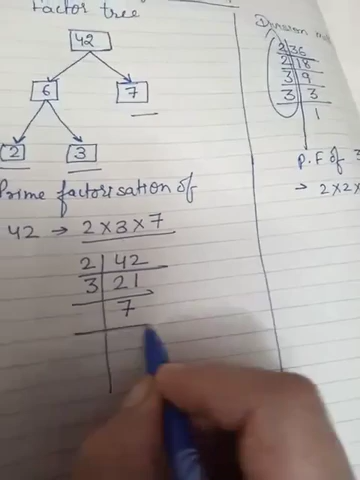 Factor tree
42
6 7
2 3
Prime factorisation of
42 → 2×3×7
2 42
3 21
7
Division
2 36
2 18
3 9
3 3
1
P.F of 3
→ 2×2×